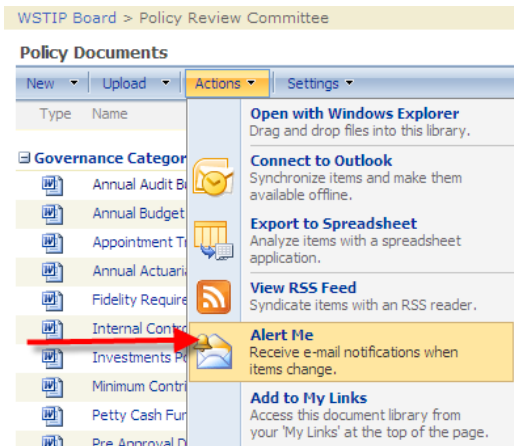 WSTIP Board > Policy Review Committee
Policy Documents
New Upload Actions Settings
Type Name
Open with Windows Explorer
Drag and drop files into this library.
Governance Categor
Connect to Outlook
Synchronize items and make them
available offline.
Annual Audit
Annual Budget
Export to Spreadsheet
Analyze items with a spreadsheet
application.
Appointment
Annual Actuari
View RSS Feed
Syndicate items with an RSS reader.
Fidelity Require
Internal Contro
Alert Me
Receive e-mail notifications when
items change.
Investments
Minimum Contri
Add to My Links
Access this document library from
your 'My Links' at the top of the page.
Petty Cash Fun
Pre Approval D